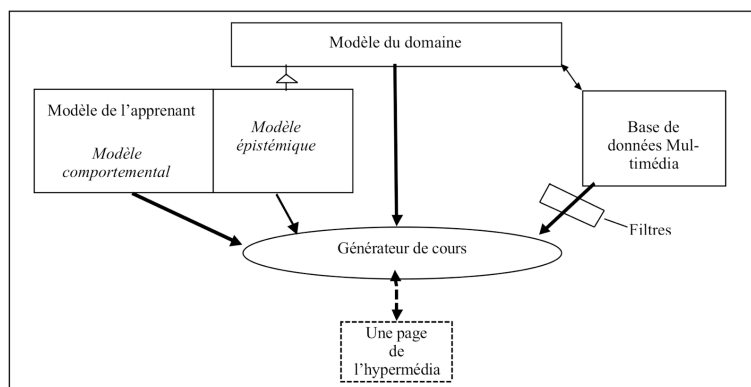 Modèle du domaine
Modèle de l'apprenant
Modèle
comportemental
Modèle
épistémique
Base de
données Mul-
timédia
Filtres
Générateur de cours
Une page
de
l'hypermédia